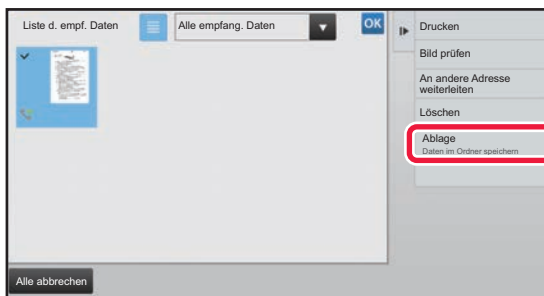 Liste d. empf. Daten
Alle empfang. Daten
OK
Drucken
Bild prüfen
An andere Adresse
weiterleiten
Löschen
Ablage
Daten im Ordner speichern
Alle abbrechen